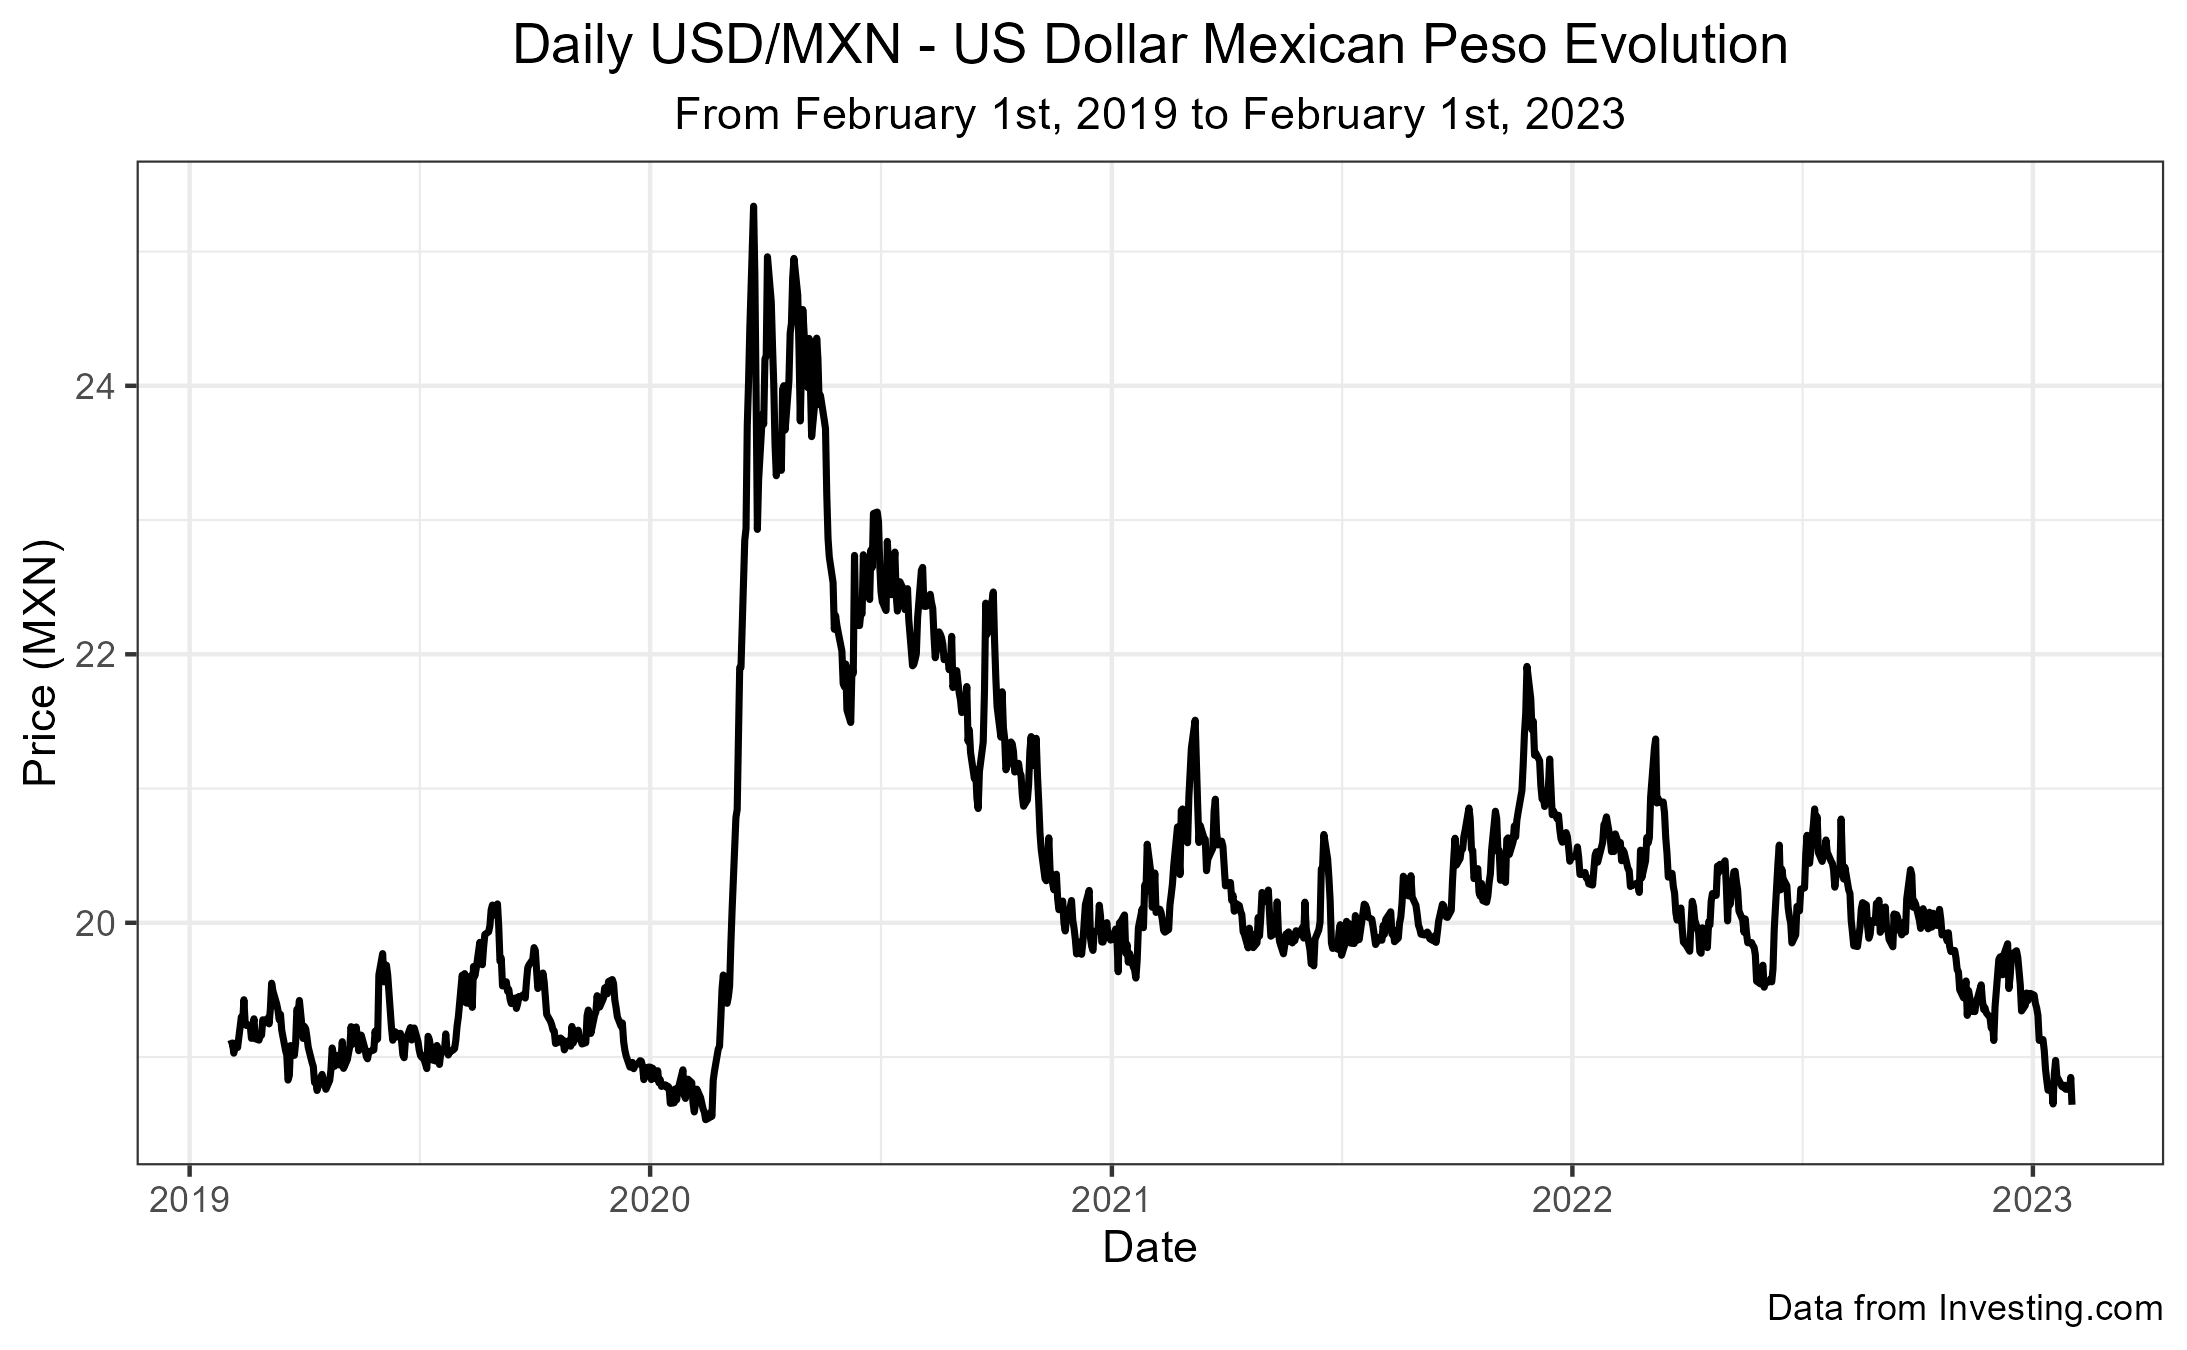 Daily USD/MXN - US Dollar Mexican Peso Evolution
From February 1st, 2019 to February 1st, 2023
Price (MXN)
24
22
20
2019 2020 2021 2022 2023
Date
Data from Investing.com